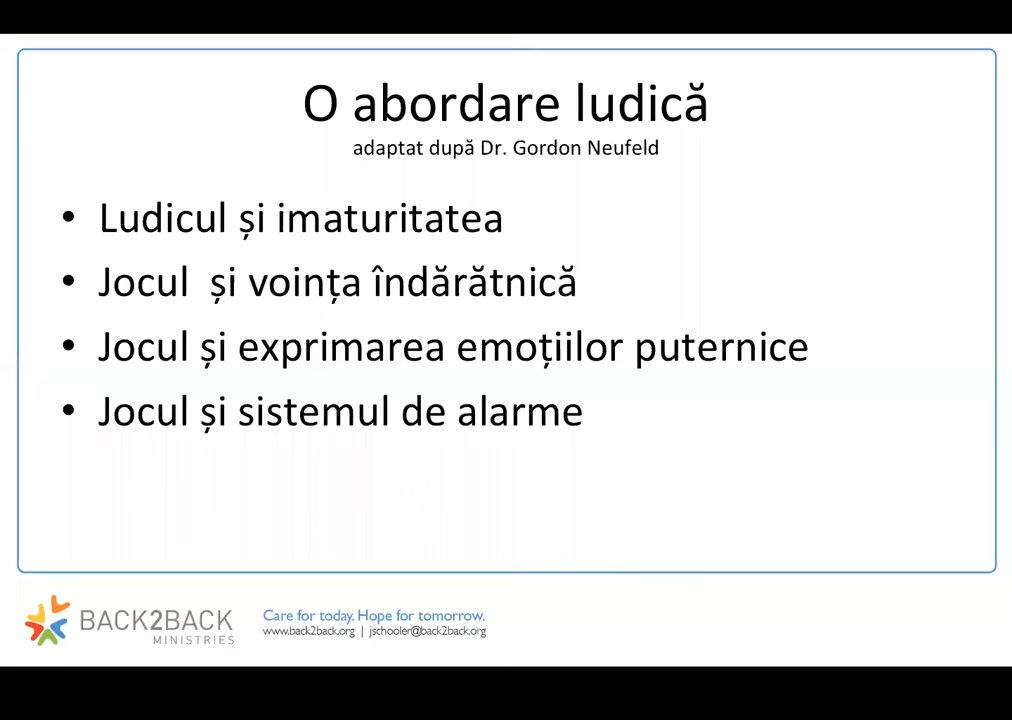 O abordare ludică
adaptat după Dr. Gordon Neufeld
• Ludicul și imaturitatea
• Jocul și voința îndărătnică
• Jocul și exprimarea emoțiilor puternice
• Jocul și sistemul de alarme
BACK2BACK
MINISTRIES
Care for today. Hope for tomorrow.
www.back2back.org | jschooler@back2back.org